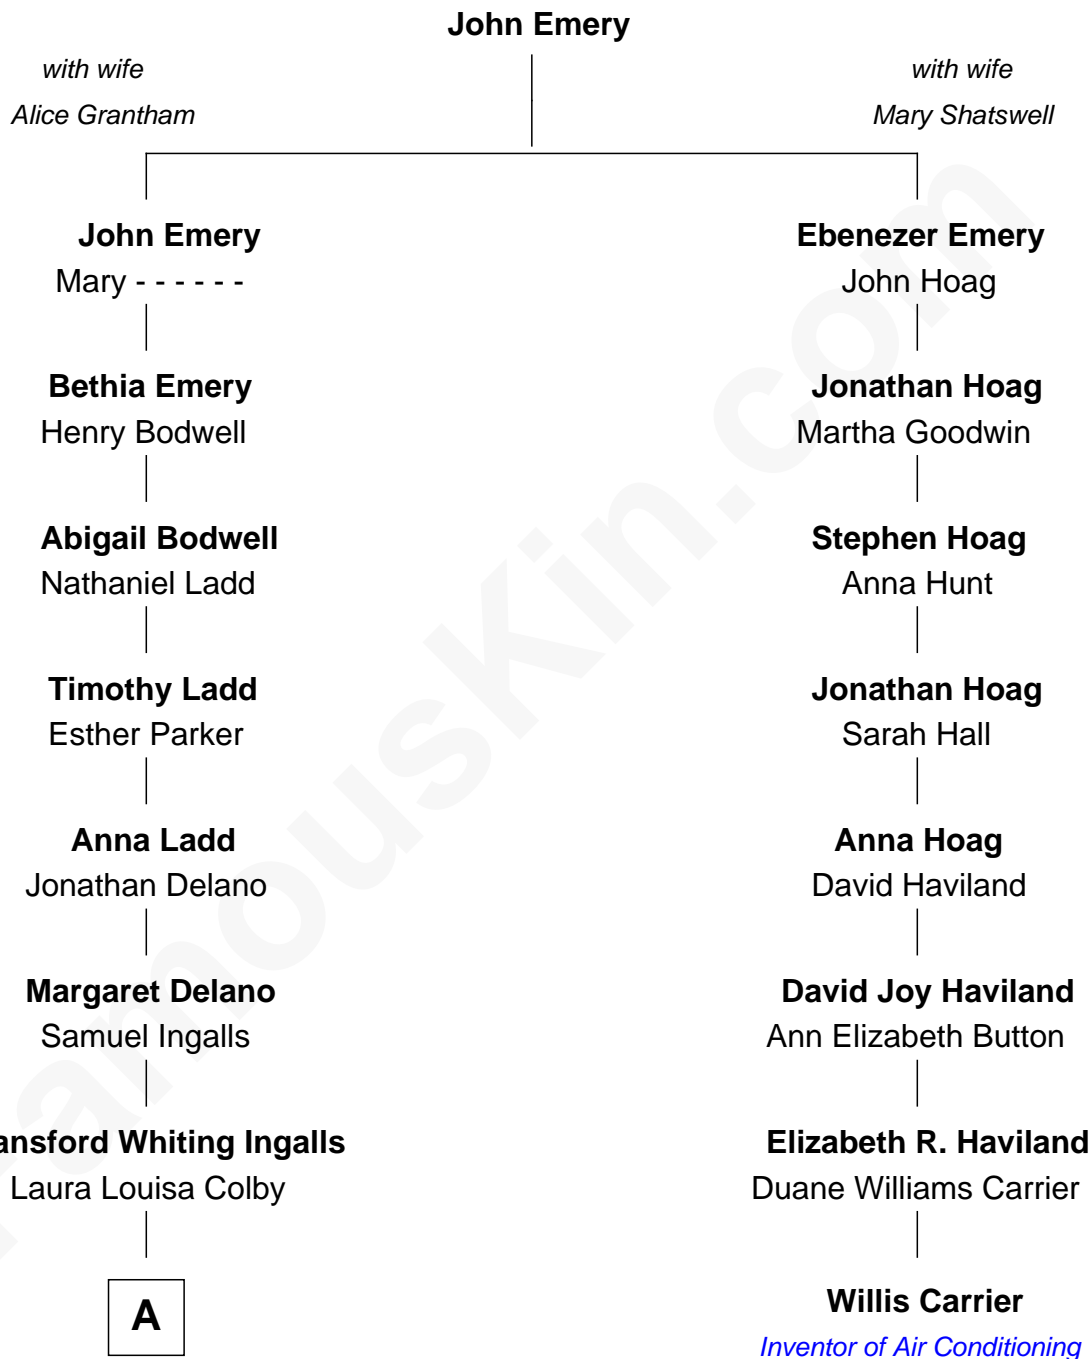 John Emery
with wife
Alice Grantham
with wife
Mary Shatswell
John Emery
Mary - - - - - -
Ebenezer Emery
John Hoag
Bethia Emery
Henry Bodwell
Jonathan Hoag
Martha Goodwin
Abigail Bodwell
Nathaniel Ladd
Stephen Hoag
Anna Hunt
Timothy Ladd
Esther Parker
Jonathan Hoag
Sarah Hall
Anna Ladd
Jonathan Delano
Anna Hoag
David Haviland
Margaret Delano
Samuel Ingalls
David Joy Haviland
Ann Elizabeth Button
ansford Whiting Ingalls
Laura Louisa Colby
Elizabeth R. Haviland
Duane Williams Carrier
A
Willis Carrier
Inventor of Air Conditioning
FamousKin.com